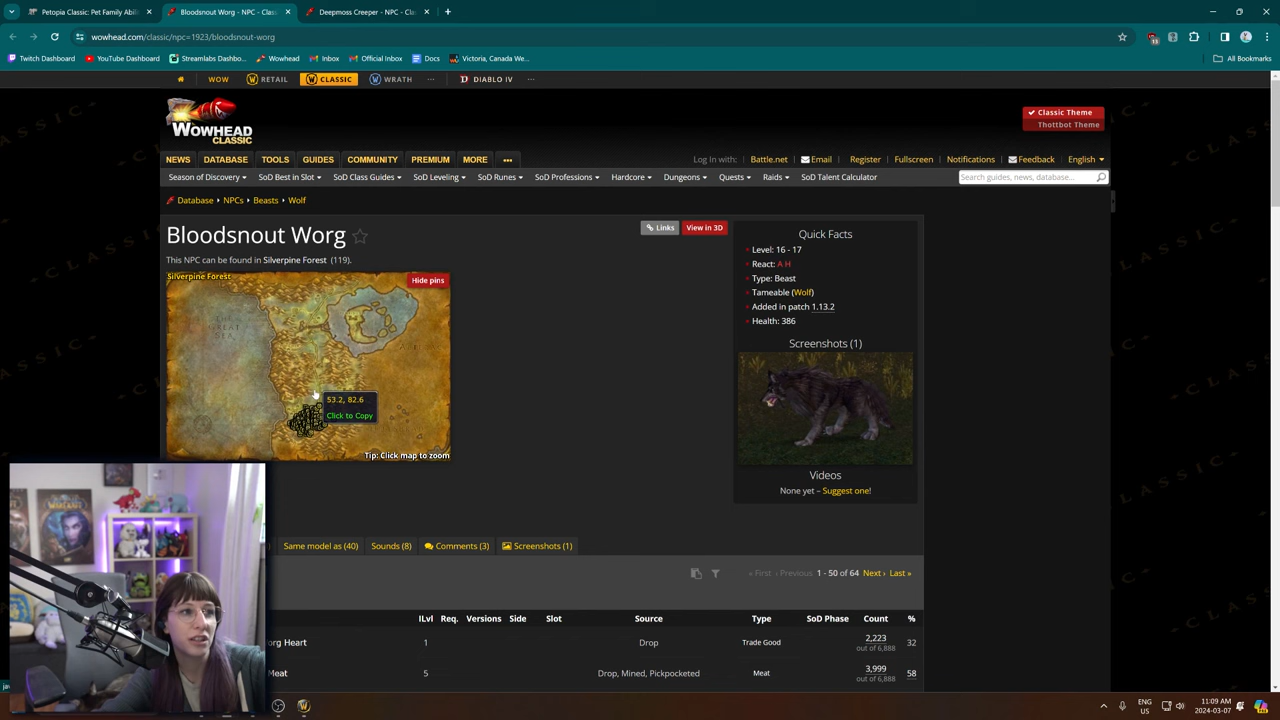 Petopia Classic: Pet Family Abili
Bloodsnout Worg - NPC - Class
Deepmoss Creeper - NPC - Cla
wowhead.com/classic/npc=1923/bloodsnout-worg
Twitch Dashboard YouTube Dashboard Streamlabs Dashbo... Wowhead Inbox Official Inbox Docs Victoria, Canada We... All Bookmarks
WOW RETAIL CLASSIC WRATH ... DIABLO IV ...
WOWHEAD
CLASSIC
Classic Theme
Thottbot Theme
NEWS DATABASE TOOLS GUIDES COMMUNITY PREMIUM MORE ...
Log in with: Battle.net Email Register Fullscreen Notifications Feedback English
Season of Discovery SoD Best in Slot SoD Class Guides SoD Leveling SoD Runes SoD Professions Hardcore Dungeons Quests Raids SoD Talent Calculator
Search guides, news, database...
Database NPCs Beasts Wolf
Bloodsnout Worg
Links View in 3D
This NPC can be found in Silverpine Forest (119).
Silverpine Forest
Hide pins
THE
GREAT
SEA
53.2, 82.6
Click to Copy
Tip: Click map to zoom
Quick Facts
Level: 16 - 17
React: A H
Type: Beast
Tameable (Wolf)
Added in patch 1.13.2
Health: 386
Screenshots (1)
Videos
None yet – Suggest one!
Same model as (40) Sounds (8) Comments (3) Screenshots (1)
« First ‹ Previous 1 - 50 of 64 Next › Last »
ILvl Req. Versions Side Slot Source Type SoD Phase Count %
org Heart 1 Drop Trade Good 2,223 32
out of 6,888
Meat 5 Drop, Mined, Pickpocketed Meat 3,999 58
out of 6,888
ENG
US
11:09 AM
2024-03-07